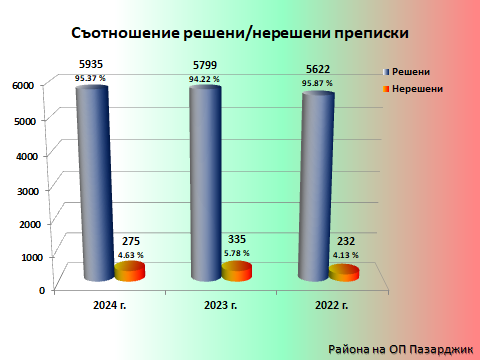 Съотношение решени/нерешени преписки
5935
95.37 %
5799
94.22 %
5622
95.87 %
Решени
Нерешени
6000
5000
4000
3000
2000
1000
0
275
4.63 %
335
5.78 %
232
4.13 %
2024 г.
2023 г.
2022 г.
Района на ОП Пазарджик